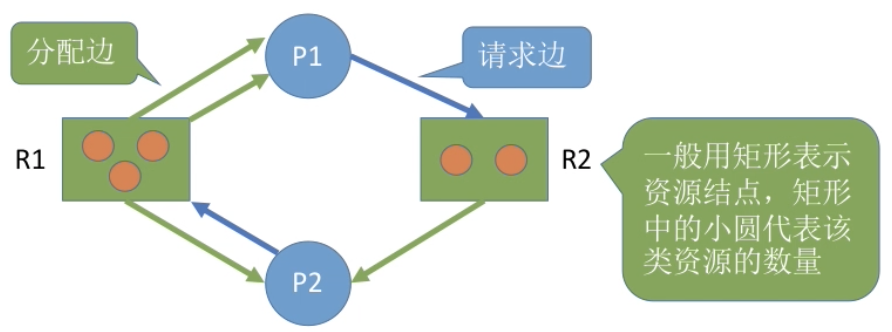 分配边
P1
请求边
R1
R2
一般用矩形表示
资源结点，矩形
中的小圆代表该
类资源的数量
P2